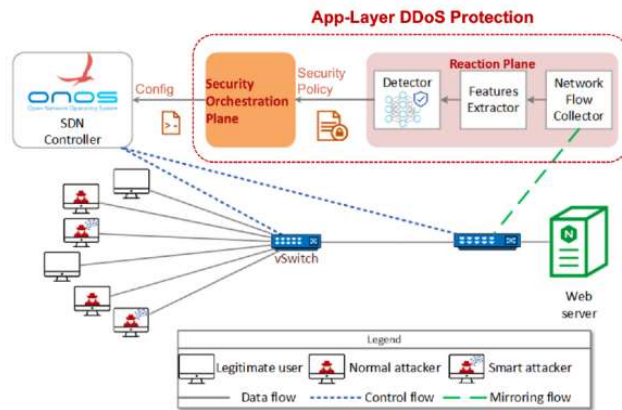 App-Layer DDoS Protection
Reaction Plane
onos
Open Network Operating System
SDN
Controller
Config
Security
Orchestration
Plane
Security
Policy
Detector
Features
Extractor
Network
Flow
Collector
vSwitch
Web
server
Legend
Legitimate user
Normal attacker
Smart attacker
Data flow
Control flow
Mirroring flow